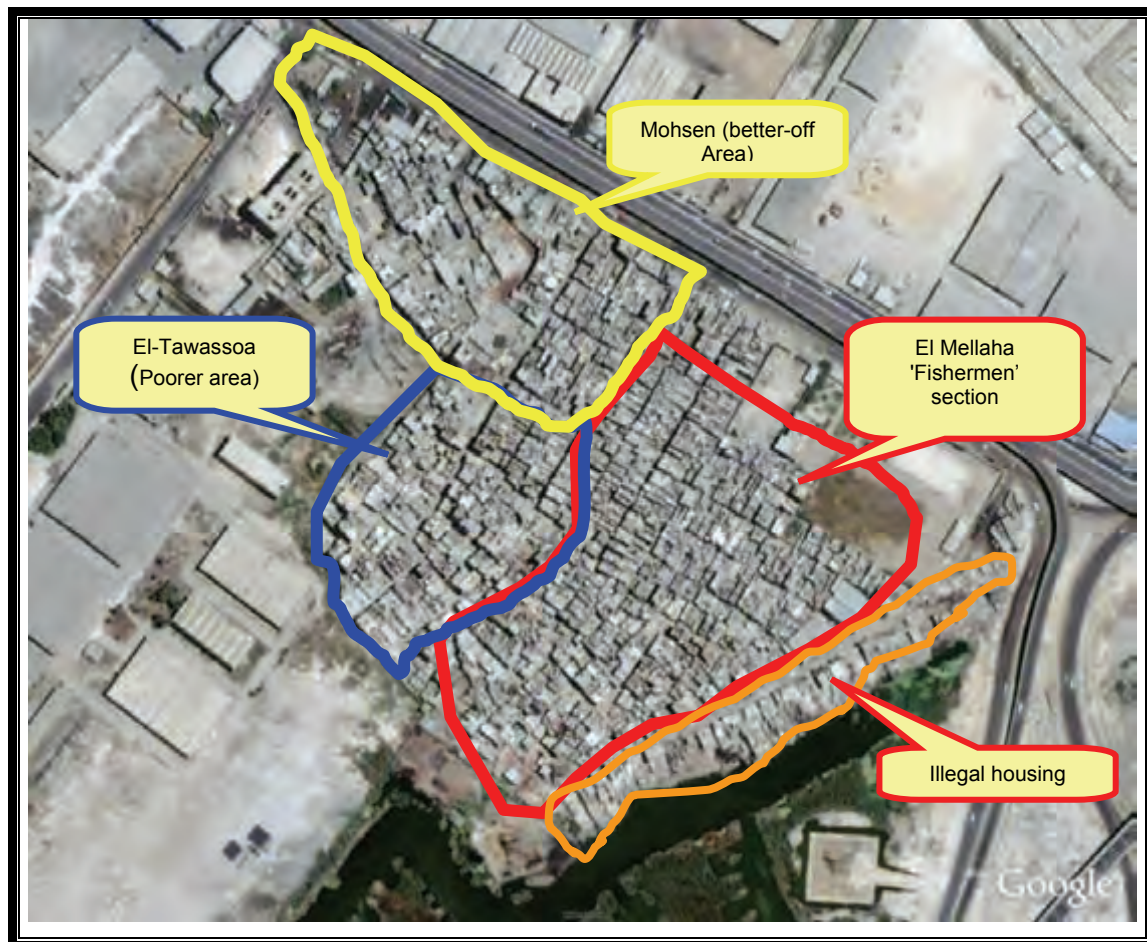 Mohsen (better-off
Area)
El-Tawassoa
(Poorer area)
El Mellaha
'Fishermen’
section
Illegal housing
Google